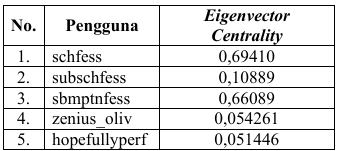 No. Pengguna Eigenvector Centrality
1. schfess 0,69410
2. subschfess 0,10889
3. sbmptnfess 0,66089
4. zenius_oliv 0,054261
5. hopefullyperf 0,051446